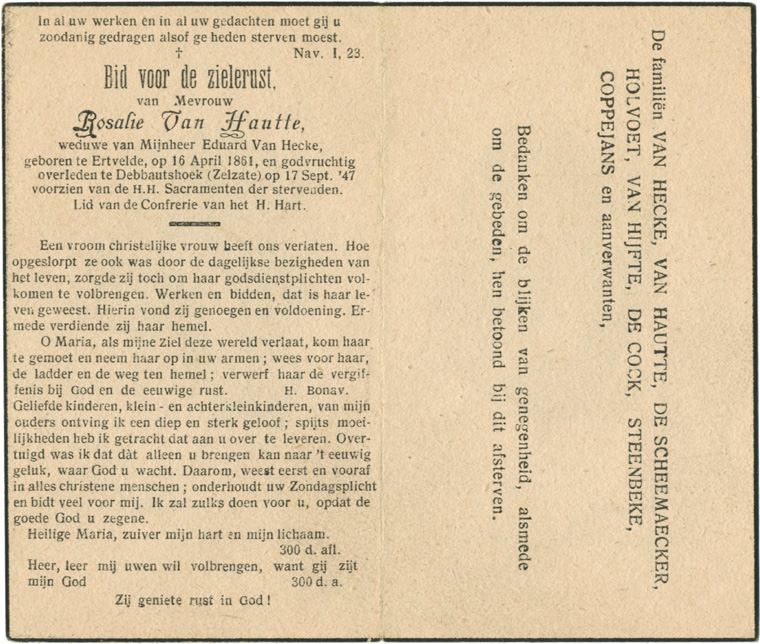 In al uw werken en in al uw gedachten moet gij u
zoodanig gedragen alsof ge heden sterven moest.
† Nav. I, 23.
Bid voor de zielerust,
van Mevrouw
Rosalie Van Hautte,
weduwe van Mijnheer Eduard Van Hecke,
geboren te Ertvelde, op 16 April 1861, en godvruchtig
overleden te Debbautshoek (Zelzate) op 17 Sept. '47
voorzien van de H.H. Sacramenten der stervenden.
Lid van de Confrerie van het H. Hart.
Een vroom christelijke vrouw heeft ons verlaten. Hoe
opgeslorpt ze ook was door de dagelijkse bezigheden van
het leven, zorgde zij toch om haar godsdienstplichten vol-
komen te volbrengen. Werken en bidden, dat is haar le-
ven geweest. Hierin vond zij genoegen en voldoening. Er-
mede verdiende zij haar hemel.
O Maria, als mijne Ziel deze wereld verlaat, kom haar
te gemoet en neem haar op in uw armen ; wees voor haar,
de ladder en de weg ten hemel ; verwerf haar de vergif-
fenis bij God en de eeuwige rust. H. Bonav.
Geliefde kinderen, klein - en achterkleinkinderen, van mijn
ouders ontving ik een diep en sterk geloof ; spijts moei-
lijkheden heb ik getracht dat aan u over te leveren. Over-
tuigd was ik dat dàt alleen u brengen kan naar 't eeuwig
geluk, waar God u wacht. Daarom, weest eerst en vooraf
in alles christene menschen ; onderhoudt uw Zondagsplicht
en bidt veel voor mij. Ik zal zulks doen voor u, opdat de
goede God u zegene.
Heilige Maria, zuiver mijn hart en mijn lichaam.
300 d. afl.
Heer, leer mij uwen wil volbrengen, want gij zijt
mijn God 300 d. a.
Zij geniete rust in God !
De familiën VAN HECKE, VAN HAUTTE, DE SCHEEMAECKER,
HOLVOET, VAN HIJFTE, DE COCK, STEENBEKE,
COPPEJANS en aanverwanten,
Bedanken om de blijken van genegenheid, alsmede
om de gebeden, hen betoond bij dit afsterven.